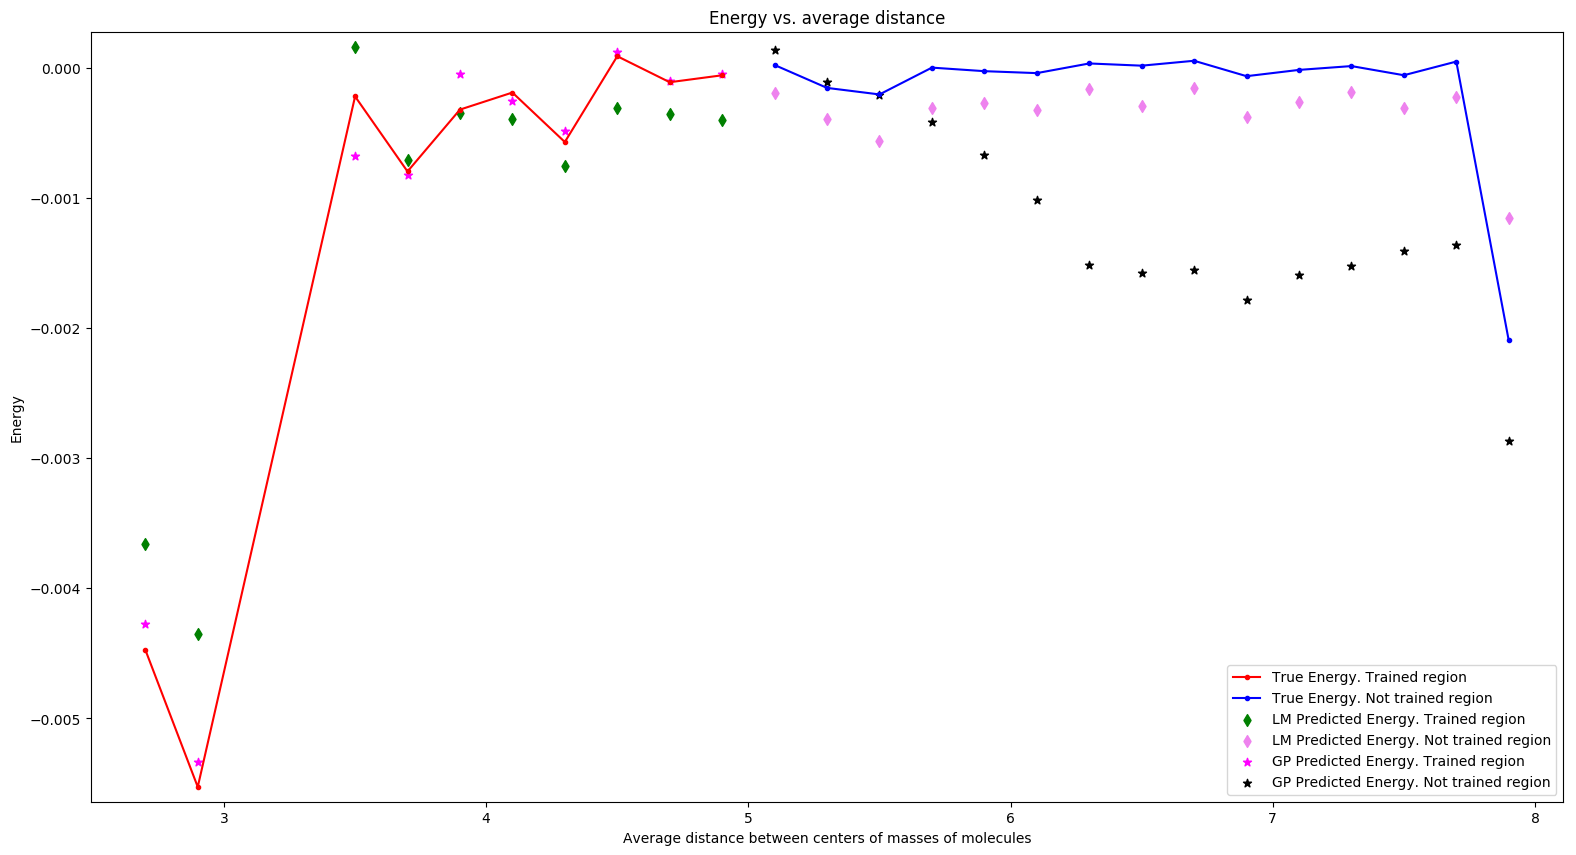 Energy vs. average distance
Energy
0.000
−0.001
−0.002
−0.003
−0.004
−0.005
3
4
5
6
7
8
Average distance between centers of masses of molecules
True Energy. Trained region
True Energy. Not trained region
LM Predicted Energy. Trained region
LM Predicted Energy. Not trained region
GP Predicted Energy. Trained region
GP Predicted Energy. Not trained region